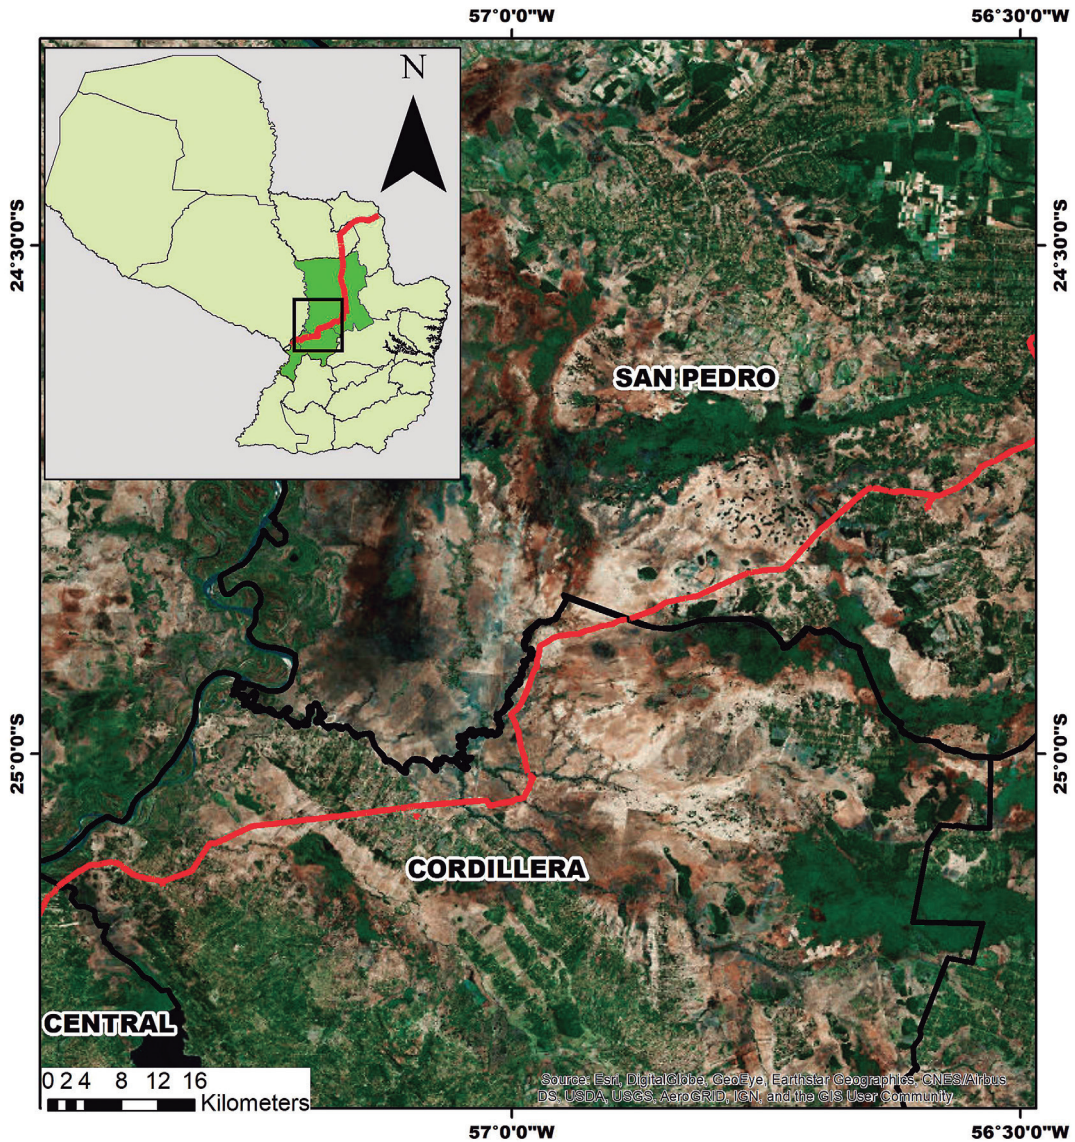 57°0'0"W
56°30'0"W
N
24°30'0"S
24°30'0"S
SAN PEDRO
25°0'0"S
25°0'0"S
CORDILLERA
CENTRAL
0 2 4 8 12 16
Kilometers
Source: Esri, DigitalGlobe, GeoEye, Earthstar Geographics, CNES/Airbus
DS, USDA, USGS, AeroGRID, IGN, and the GIS User Community
57°0'0"W
56°30'0"W